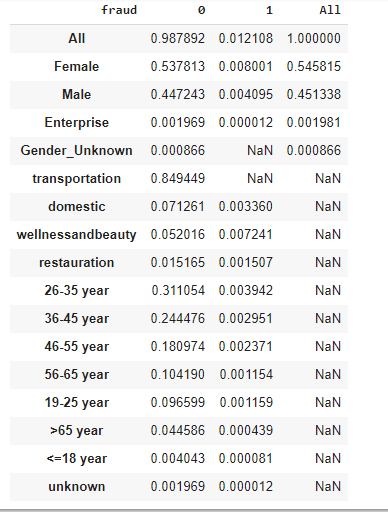 fraud 0 1 All
All 0.987892 0.012108 1.000000
Female 0.537813 0.008001 0.545815
Male 0.447243 0.004095 0.451338
Enterprise 0.001969 0.000012 0.001981
Gender_Unknown 0.000866 NaN 0.000866
transportation 0.849449 NaN NaN
domestic 0.071261 0.003360 NaN
wellnessandbeauty 0.052016 0.007241 NaN
restauration 0.015165 0.001507 NaN
26-35 year 0.311054 0.003942 NaN
36-45 year 0.244476 0.002951 NaN
46-55 year 0.180974 0.002371 NaN
56-65 year 0.104190 0.001154 NaN
19-25 year 0.096599 0.001159 NaN
>65 year 0.044586 0.000439 NaN
<=18 year 0.004043 0.000081 NaN
unknown 0.001969 0.000012 NaN